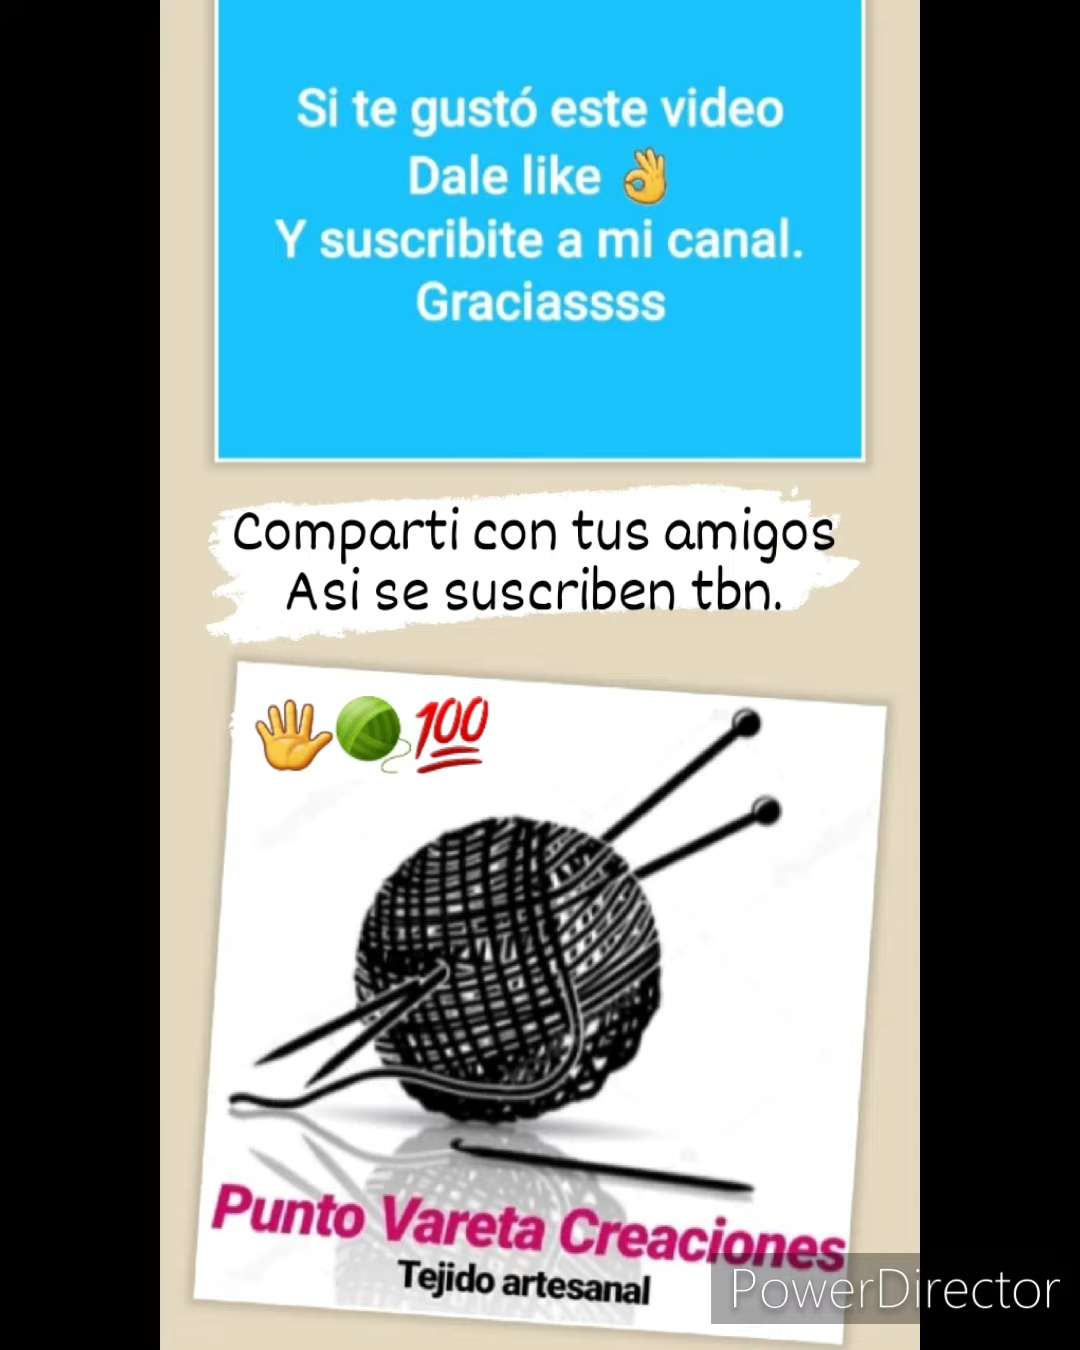 Si te gustó este video
Dale like 👌
Y suscribite a mi canal.
Graciassss
Comparti con tus amigos
Asi se suscriben tbn.
🖐🧶💯
Punto Vareta Creaciones
Tejido artesanal
PowerDirector